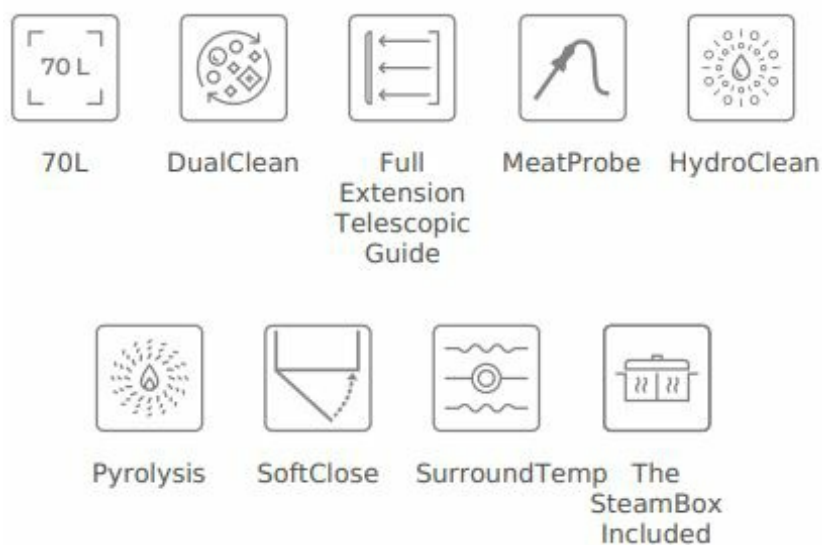 70 L
70L
DualClean
Full
Extension
Telescopic
Guide
MeatProbe
HydroClean
Pyrolysis
SoftClose
SurroundTemp
The
SteamBox
Included